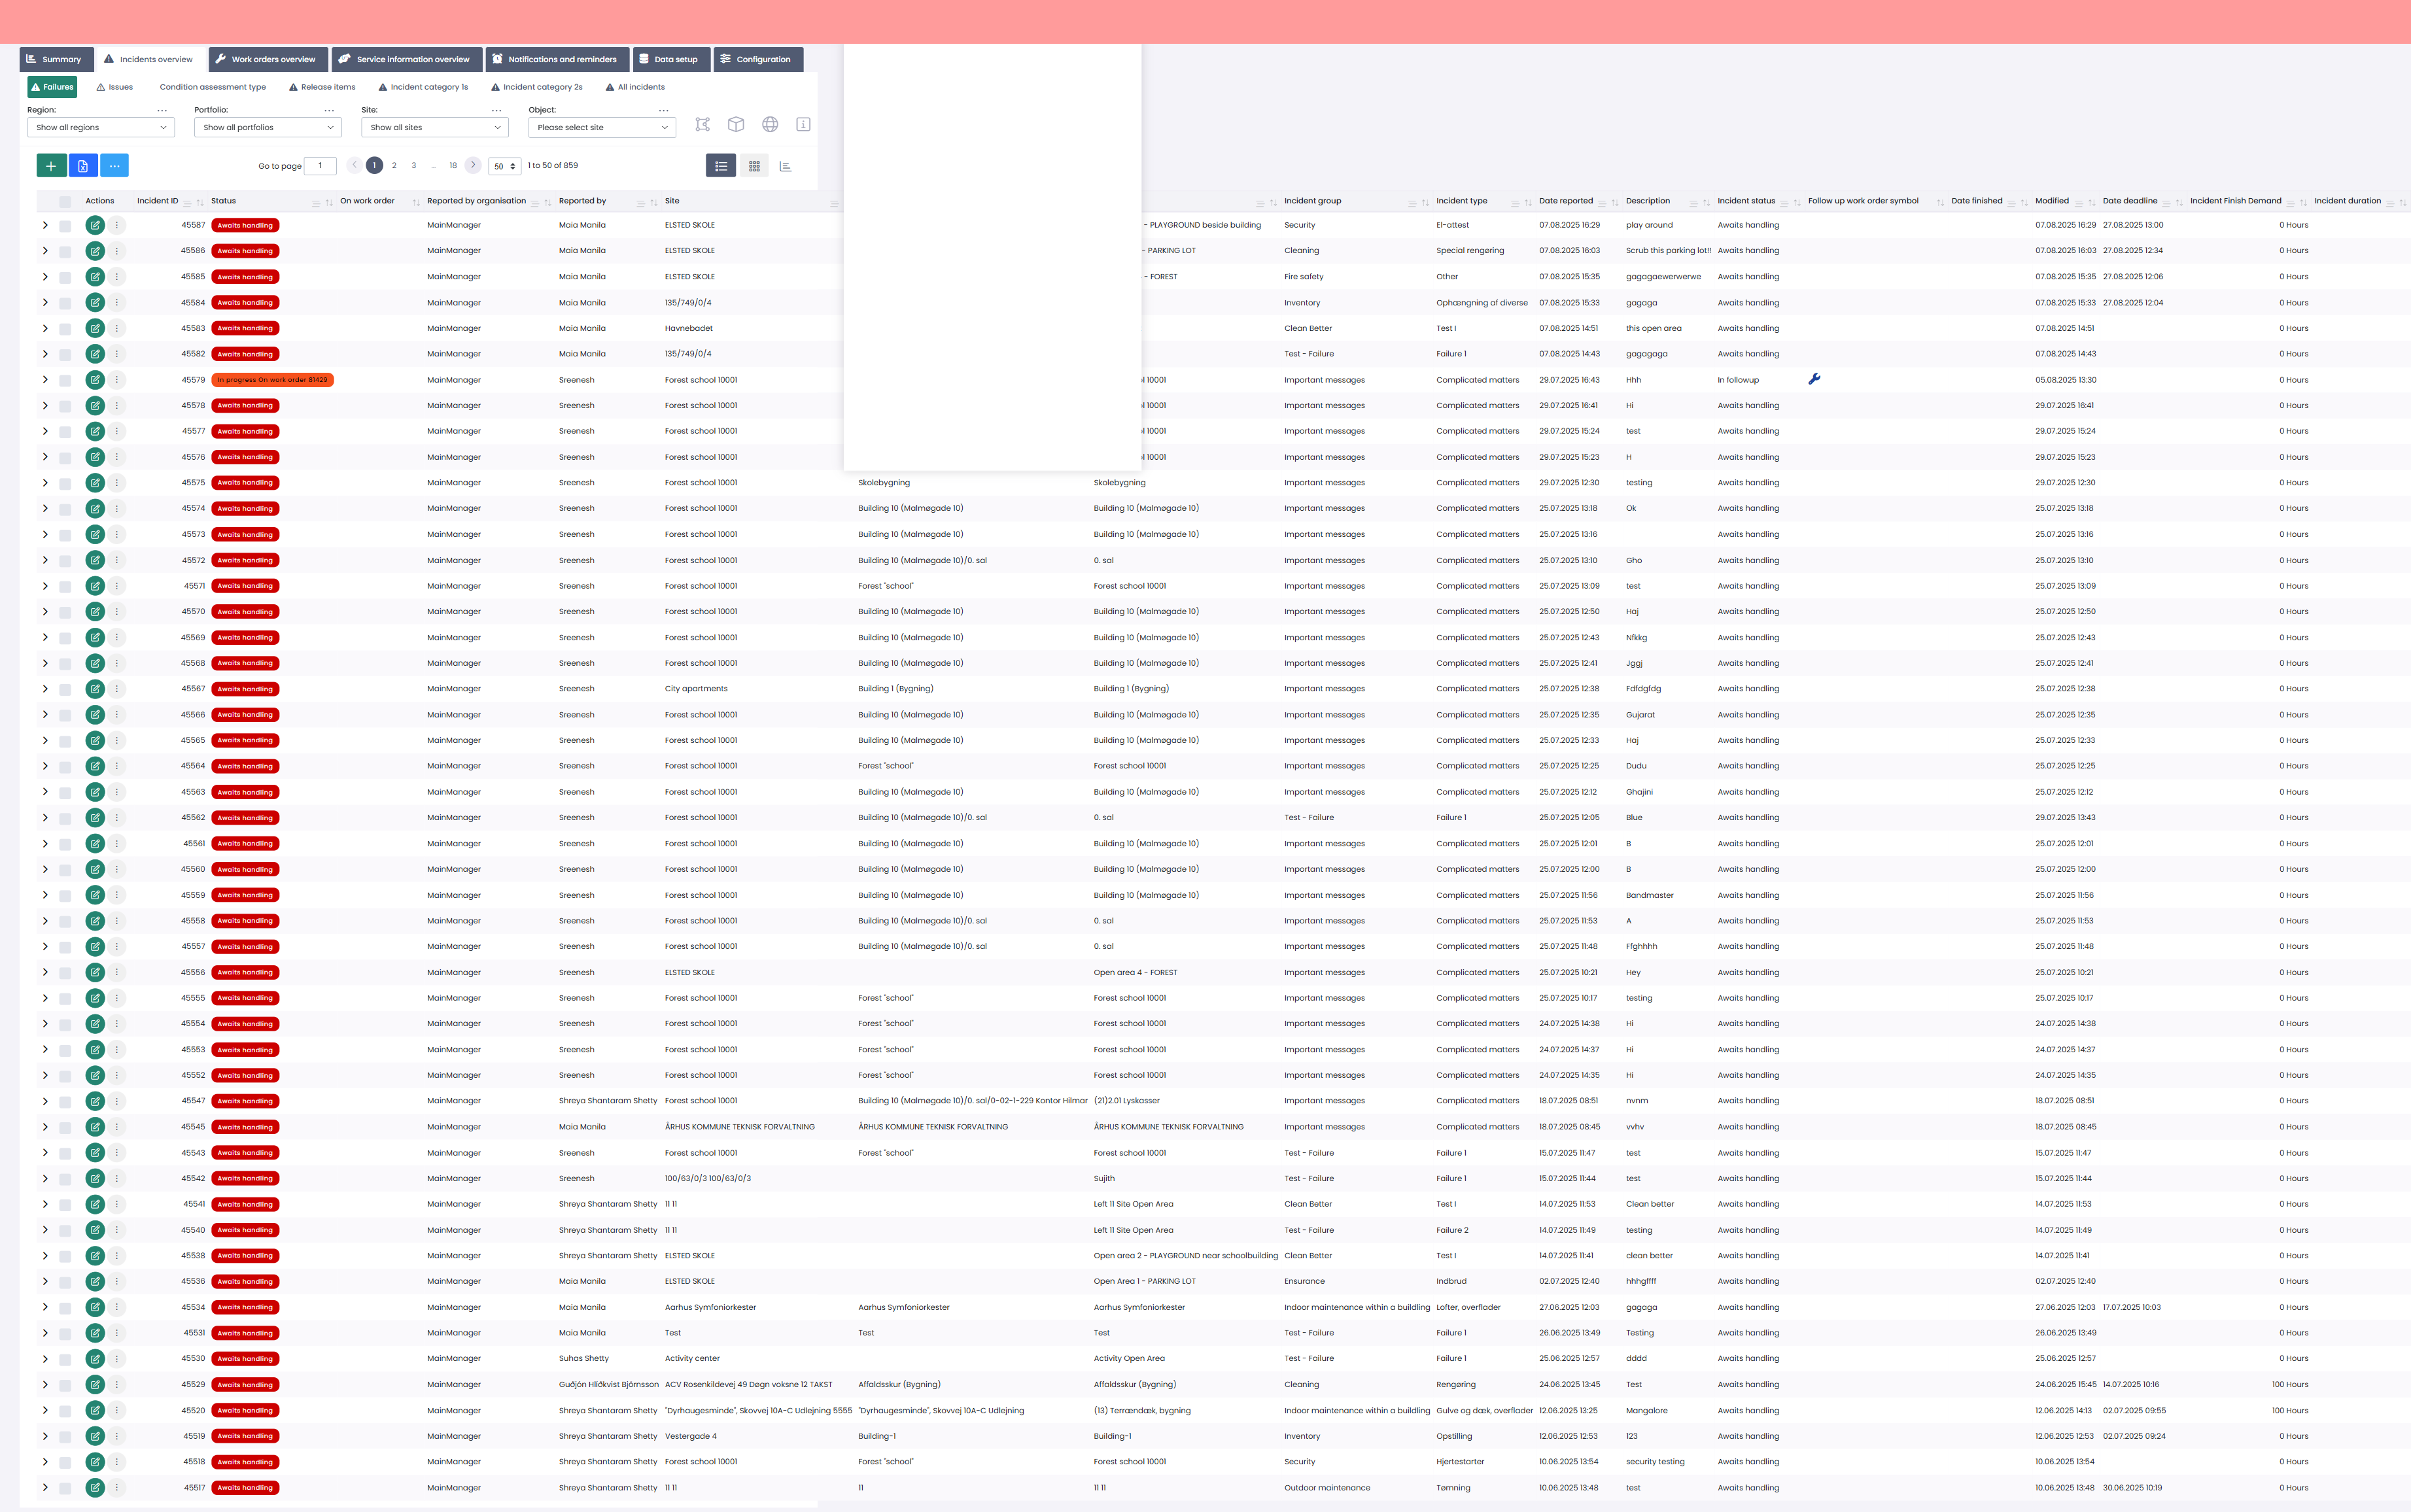 Summary Incidents overview Work orders overview Service information overview Notifications and reminders Data setup Configuration
Failures Issues Condition assessment type Release items Incident category 1s Incident category 2s All incidents
Region: ... Portfolio: ... Site: ... Object: ...
Show all regions Show all portfolios Show all sites Please select site
+ ... Go to page 1 1 2 3 ... 18 50 1 to 50 of 859
Actions Incident ID Status On work order Reported by organisation Reported by Site Incident group Incident type Date reported Description Incident status Follow up work order symbol Date finished Modified Date deadline Incident Finish Demand Incident duration
45587 Awaits handling MainManager Maia Manila ELSTED SKOLE - PLAYGROUND beside building Security El-attest 07.08.2025 16:29 play around Awaits handling 07.08.2025 16:29 27.08.2025 13:00 0 Hours
45586 Awaits handling MainManager Maia Manila ELSTED SKOLE - PARKING LOT Cleaning Special rengøring 07.08.2025 16:03 Scrub this parking lot!! Awaits handling 07.08.2025 16:03 27.08.2025 12:34 0 Hours
45585 Awaits handling MainManager Maia Manila ELSTED SKOLE - FOREST Fire safety Other 07.08.2025 15:35 gagagaewerwerwe Awaits handling 07.08.2025 15:35 27.08.2025 12:06 0 Hours
45584 Awaits handling MainManager Maia Manila 135/749/0/4 Inventory Ophængning af diverse 07.08.2025 15:33 gagaga Awaits handling 07.08.2025 15:33 27.08.2025 12:04 0 Hours
45583 Awaits handling MainManager Maia Manila Havnebadet Clean Better Test I 07.08.2025 14:51 this open area Awaits handling 07.08.2025 14:51 0 Hours
45582 Awaits handling MainManager Maia Manila 135/749/0/4 Test - Failure Failure 1 07.08.2025 14:43 gagagaga Awaits handling 07.08.2025 14:43 0 Hours
45579 In progress On work order 81429 MainManager Sreenesh Forest school 10001 10001 Important messages Complicated matters 29.07.2025 16:43 Hhh In followup 05.08.2025 13:30 0 Hours
45578 Awaits handling MainManager Sreenesh Forest school 10001 10001 Important messages Complicated matters 29.07.2025 16:41 Hi Awaits handling 29.07.2025 16:41 0 Hours
45577 Awaits handling MainManager Sreenesh Forest school 10001 10001 Important messages Complicated matters 29.07.2025 15:24 test Awaits handling 29.07.2025 15:24 0 Hours
45576 Awaits handling MainManager Sreenesh Forest school 10001 10001 Important messages Complicated matters 29.07.2025 15:23 H Awaits handling 29.07.2025 15:23 0 Hours
45575 Awaits handling MainManager Sreenesh Forest school 10001 Skolebygning Skolebygning Important messages Complicated matters 29.07.2025 12:30 testing Awaits handling 29.07.2025 12:30 0 Hours
45574 Awaits handling MainManager Sreenesh Forest school 10001 Building 10 (Malmøgade 10) Building 10 (Malmøgade 10) Important messages Complicated matters 25.07.2025 13:18 Ok Awaits handling 25.07.2025 13:18 0 Hours
45573 Awaits handling MainManager Sreenesh Forest school 10001 Building 10 (Malmøgade 10) Building 10 (Malmøgade 10) Important messages Complicated matters 25.07.2025 13:16 Awaits handling 25.07.2025 13:16 0 Hours
45572 Awaits handling MainManager Sreenesh Forest school 10001 Building 10 (Malmøgade 10)/0. sal 0. sal Important messages Complicated matters 25.07.2025 13:10 Gho Awaits handling 25.07.2025 13:10 0 Hours
45571 Awaits handling MainManager Sreenesh Forest school 10001 Forest "school" Forest school 10001 Important messages Complicated matters 25.07.2025 13:09 test Awaits handling 25.07.2025 13:09 0 Hours
45570 Awaits handling MainManager Sreenesh Forest school 10001 Building 10 (Malmøgade 10) Building 10 (Malmøgade 10) Important messages Complicated matters 25.07.2025 12:50 Haj Awaits handling 25.07.2025 12:50 0 Hours
45569 Awaits handling MainManager Sreenesh Forest school 10001 Building 10 (Malmøgade 10) Building 10 (Malmøgade 10) Important messages Complicated matters 25.07.2025 12:43 Nfkkg Awaits handling 25.07.2025 12:43 0 Hours
45568 Awaits handling MainManager Sreenesh Forest school 10001 Building 10 (Malmøgade 10) Building 10 (Malmøgade 10) Important messages Complicated matters 25.07.2025 12:41 Jggj Awaits handling 25.07.2025 12:41 0 Hours
45567 Awaits handling MainManager Sreenesh City apartments Building 1 (Bygning) Building 1 (Bygning) Important messages Complicated matters 25.07.2025 12:38 Fdfdgfdg Awaits handling 25.07.2025 12:38 0 Hours
45566 Awaits handling MainManager Sreenesh Forest school 10001 Building 10 (Malmøgade 10) Building 10 (Malmøgade 10) Important messages Complicated matters 25.07.2025 12:35 Gujarat Awaits handling 25.07.2025 12:35 0 Hours
45565 Awaits handling MainManager Sreenesh Forest school 10001 Building 10 (Malmøgade 10) Building 10 (Malmøgade 10) Important messages Complicated matters 25.07.2025 12:33 Haj Awaits handling 25.07.2025 12:33 0 Hours
45564 Awaits handling MainManager Sreenesh Forest school 10001 Forest "school" Forest school 10001 Important messages Complicated matters 25.07.2025 12:25 Dudu Awaits handling 25.07.2025 12:25 0 Hours
45563 Awaits handling MainManager Sreenesh Forest school 10001 Building 10 (Malmøgade 10) Building 10 (Malmøgade 10) Important messages Complicated matters 25.07.2025 12:12 Ghajini Awaits handling 25.07.2025 12:12 0 Hours
45562 Awaits handling MainManager Sreenesh Forest school 10001 Building 10 (Malmøgade 10)/0. sal 0. sal Test - Failure Failure 1 25.07.2025 12:05 Blue Awaits handling 29.07.2025 13:43 0 Hours
45561 Awaits handling MainManager Sreenesh Forest school 10001 Building 10 (Malmøgade 10) Building 10 (Malmøgade 10) Important messages Complicated matters 25.07.2025 12:01 B Awaits handling 25.07.2025 12:01 0 Hours
45560 Awaits handling MainManager Sreenesh Forest school 10001 Building 10 (Malmøgade 10) Building 10 (Malmøgade 10) Important messages Complicated matters 25.07.2025 12:00 B Awaits handling 25.07.2025 12:00 0 Hours
45559 Awaits handling MainManager Sreenesh Forest school 10001 Building 10 (Malmøgade 10) Building 10 (Malmøgade 10) Important messages Complicated matters 25.07.2025 11:56 Bandmaster Awaits handling 25.07.2025 11:56 0 Hours
45558 Awaits handling MainManager Sreenesh Forest school 10001 Building 10 (Malmøgade 10)/0. sal 0. sal Important messages Complicated matters 25.07.2025 11:53 A Awaits handling 25.07.2025 11:53 0 Hours
45557 Awaits handling MainManager Sreenesh Forest school 10001 Building 10 (Malmøgade 10)/0. sal 0. sal Important messages Complicated matters 25.07.2025 11:48 Ffghhhh Awaits handling 25.07.2025 11:48 0 Hours
45556 Awaits handling MainManager Sreenesh ELSTED SKOLE Open area 4 - FOREST Important messages Complicated matters 25.07.2025 10:21 Hey Awaits handling 25.07.2025 10:21 0 Hours
45555 Awaits handling MainManager Sreenesh Forest school 10001 Forest "school" Forest school 10001 Important messages Complicated matters 25.07.2025 10:17 testing Awaits handling 25.07.2025 10:17 0 Hours
45554 Awaits handling MainManager Sreenesh Forest school 10001 Forest "school" Forest school 10001 Important messages Complicated matters 24.07.2025 14:38 Hi Awaits handling 24.07.2025 14:38 0 Hours
45553 Awaits handling MainManager Sreenesh Forest school 10001 Forest "school" Forest school 10001 Important messages Complicated matters 24.07.2025 14:37 Hi Awaits handling 24.07.2025 14:37 0 Hours
45552 Awaits handling MainManager Sreenesh Forest school 10001 Forest "school" Forest school 10001 Important messages Complicated matters 24.07.2025 14:35 Hi Awaits handling 24.07.2025 14:35 0 Hours
45547 Awaits handling MainManager Shreya Shantaram Shetty Forest school 10001 Building 10 (Malmøgade 10)/0. sal/0-02-1-229 Kontor Hilmar (21)2.01 Lyskasser Important messages Complicated matters 18.07.2025 08:51 nvnm Awaits handling 18.07.2025 08:51 0 Hours
45545 Awaits handling MainManager Maia Manila ÅRHUS KOMMUNE TEKNISK FORVALTNING ÅRHUS KOMMUNE TEKNISK FORVALTNING ÅRHUS KOMMUNE TEKNISK FORVALTNING Important messages Complicated matters 18.07.2025 08:45 vvhv Awaits handling 18.07.2025 08:45 0 Hours
45543 Awaits handling MainManager Sreenesh Forest school 10001 Forest "school" Forest school 10001 Test - Failure Failure 1 15.07.2025 11:47 test Awaits handling 15.07.2025 11:47 0 Hours
45542 Awaits handling MainManager Sreenesh 100/63/0/3 100/63/0/3 Sujith Test - Failure Failure 1 15.07.2025 11:44 test Awaits handling 15.07.2025 11:44 0 Hours
45541 Awaits handling MainManager Shreya Shantaram Shetty 11 11 Left 11 Site Open Area Clean Better Test I 14.07.2025 11:53 Clean better Awaits handling 14.07.2025 11:53 0 Hours
45540 Awaits handling MainManager Shreya Shantaram Shetty 11 11 Left 11 Site Open Area Test - Failure Failure 2 14.07.2025 11:49 testing Awaits handling 14.07.2025 11:49 0 Hours
45538 Awaits handling MainManager Shreya Shantaram Shetty ELSTED SKOLE Open area 2 - PLAYGROUND near schoolbuilding Clean Better Test I 14.07.2025 11:41 clean better Awaits handling 14.07.2025 11:41 0 Hours
45536 Awaits handling MainManager Maia Manila ELSTED SKOLE Open Area 1 - PARKING LOT Ensurance Indbrud 02.07.2025 12:40 hhhgffff Awaits handling 02.07.2025 12:40 0 Hours
45534 Awaits handling MainManager Maia Manila Aarhus Symfoniorkester Aarhus Symfoniorkester Aarhus Symfoniorkester Indoor maintenance within a buildling Lofter, overflader 27.06.2025 12:03 gagaga Awaits handling 27.06.2025 12:03 17.07.2025 10:03 0 Hours
45531 Awaits handling MainManager Maia Manila Test Test Test Test - Failure Failure 1 26.06.2025 13:49 Testing Awaits handling 26.06.2025 13:49 0 Hours
45530 Awaits handling MainManager Suhas Shetty Activity center Activity Open Area Test - Failure Failure 1 25.06.2025 12:57 dddd Awaits handling 25.06.2025 12:57 0 Hours
45529 Awaits handling MainManager Guðjón Hliðkvist Björnsson ACV Rosenkildevej 49 Døgn voksne 12 TAKST Affaldsskur (Bygning) Affaldsskur (Bygning) Cleaning Rengøring 24.06.2025 13:45 Test Awaits handling 24.06.2025 15:45 14.07.2025 10:16 100 Hours
45520 Awaits handling MainManager Shreya Shantaram Shetty "Dyrhaugesminde", Skovvej 10A-C Udlejning 5555 "Dyrhaugesminde", Skovvej 10A-C Udlejning (13) Terrændæk, bygning Indoor maintenance within a buildling Gulve og dæk, overflader 12.06.2025 13:25 Mangalore Awaits handling 12.06.2025 14:13 02.07.2025 09:55 100 Hours
45519 Awaits handling MainManager Shreya Shantaram Shetty Vestergade 4 Building-1 Building-1 Inventory Opstilling 12.06.2025 12:53 123 Awaits handling 12.06.2025 12:53 02.07.2025 09:24 0 Hours
45518 Awaits handling MainManager Shreya Shantaram Shetty Forest school 10001 Forest "school" Forest school 10001 Security Hjertestarter 10.06.2025 13:54 security testing Awaits handling 10.06.2025 13:54 0 Hours
45517 Awaits handling MainManager Shreya Shantaram Shetty 11 11 11 11 11 Outdoor maintenance Tømning 10.06.2025 13:48 test Awaits handling 10.06.2025 13:48 30.06.2025 10:19 0 Hours